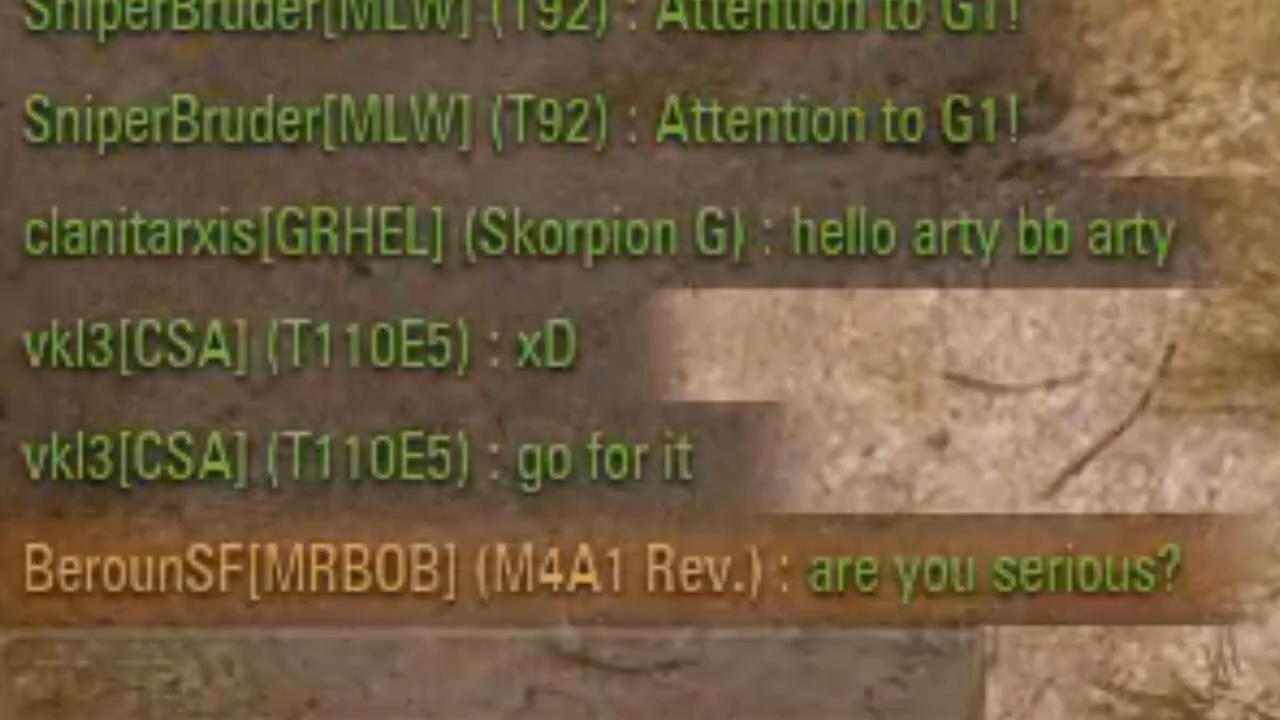 SniperBruder[MLW] (T92) : Attention to G1!
SniperBruder[MLW] (T92) : Attention to G1!
clanitarxis[GRHEL] (Skorpion G) : hello arty bb arty
vkl3[CSA] (T110E5) : xD
vkl3[CSA] (T110E5) : go for it
BerounSF[MRBOB] (M4A1 Rev.) : are you serious?